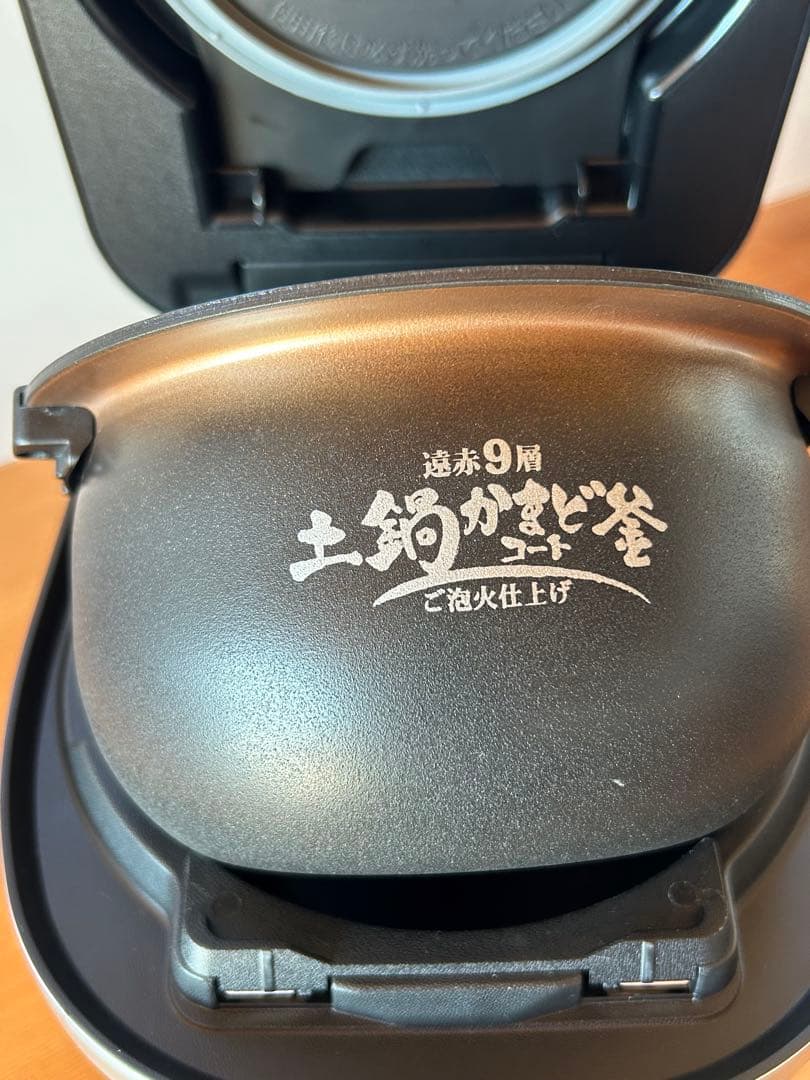 遠赤9層
土鍋かまど釜
コート
ご泡火仕上げ